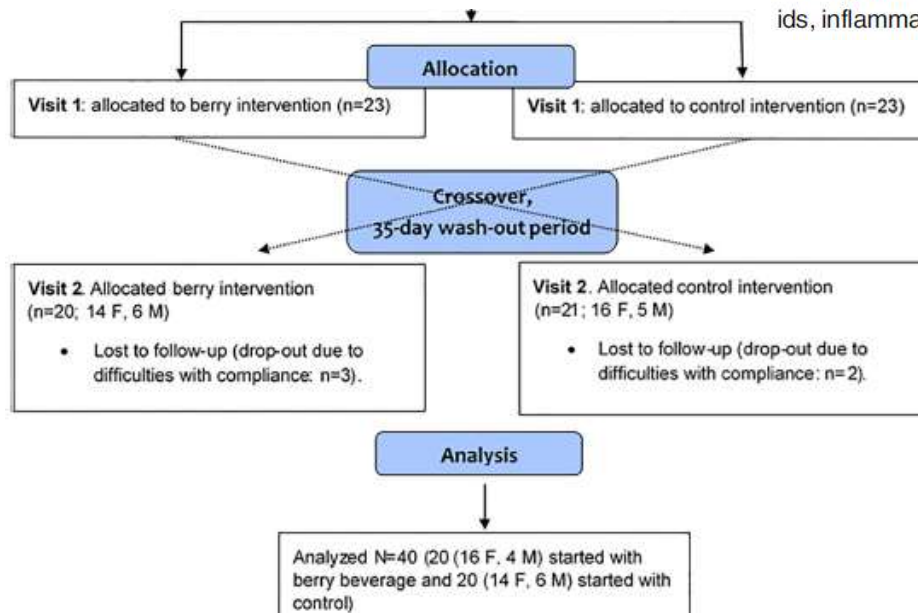 ids, inflamma
Allocation
Visit 1: allocated to berry intervention (n=23)
Visit 1: allocated to control intervention (n=23)
Crossover,
35-day wash-out period
Visit 2. Allocated berry intervention
(n=20; 14 F, 6 M)
• Lost to follow-up (drop-out due to
difficulties with compliance: n=3).
Visit 2. Allocated control intervention
(n=21; 16 F, 5 M)
• Lost to follow-up (drop-out due to
difficulties with compliance: n=2).
Analysis
Analyzed N=40 (20 (16 F, 4 M) started with
berry beverage and 20 (14 F, 6 M) started with
control)